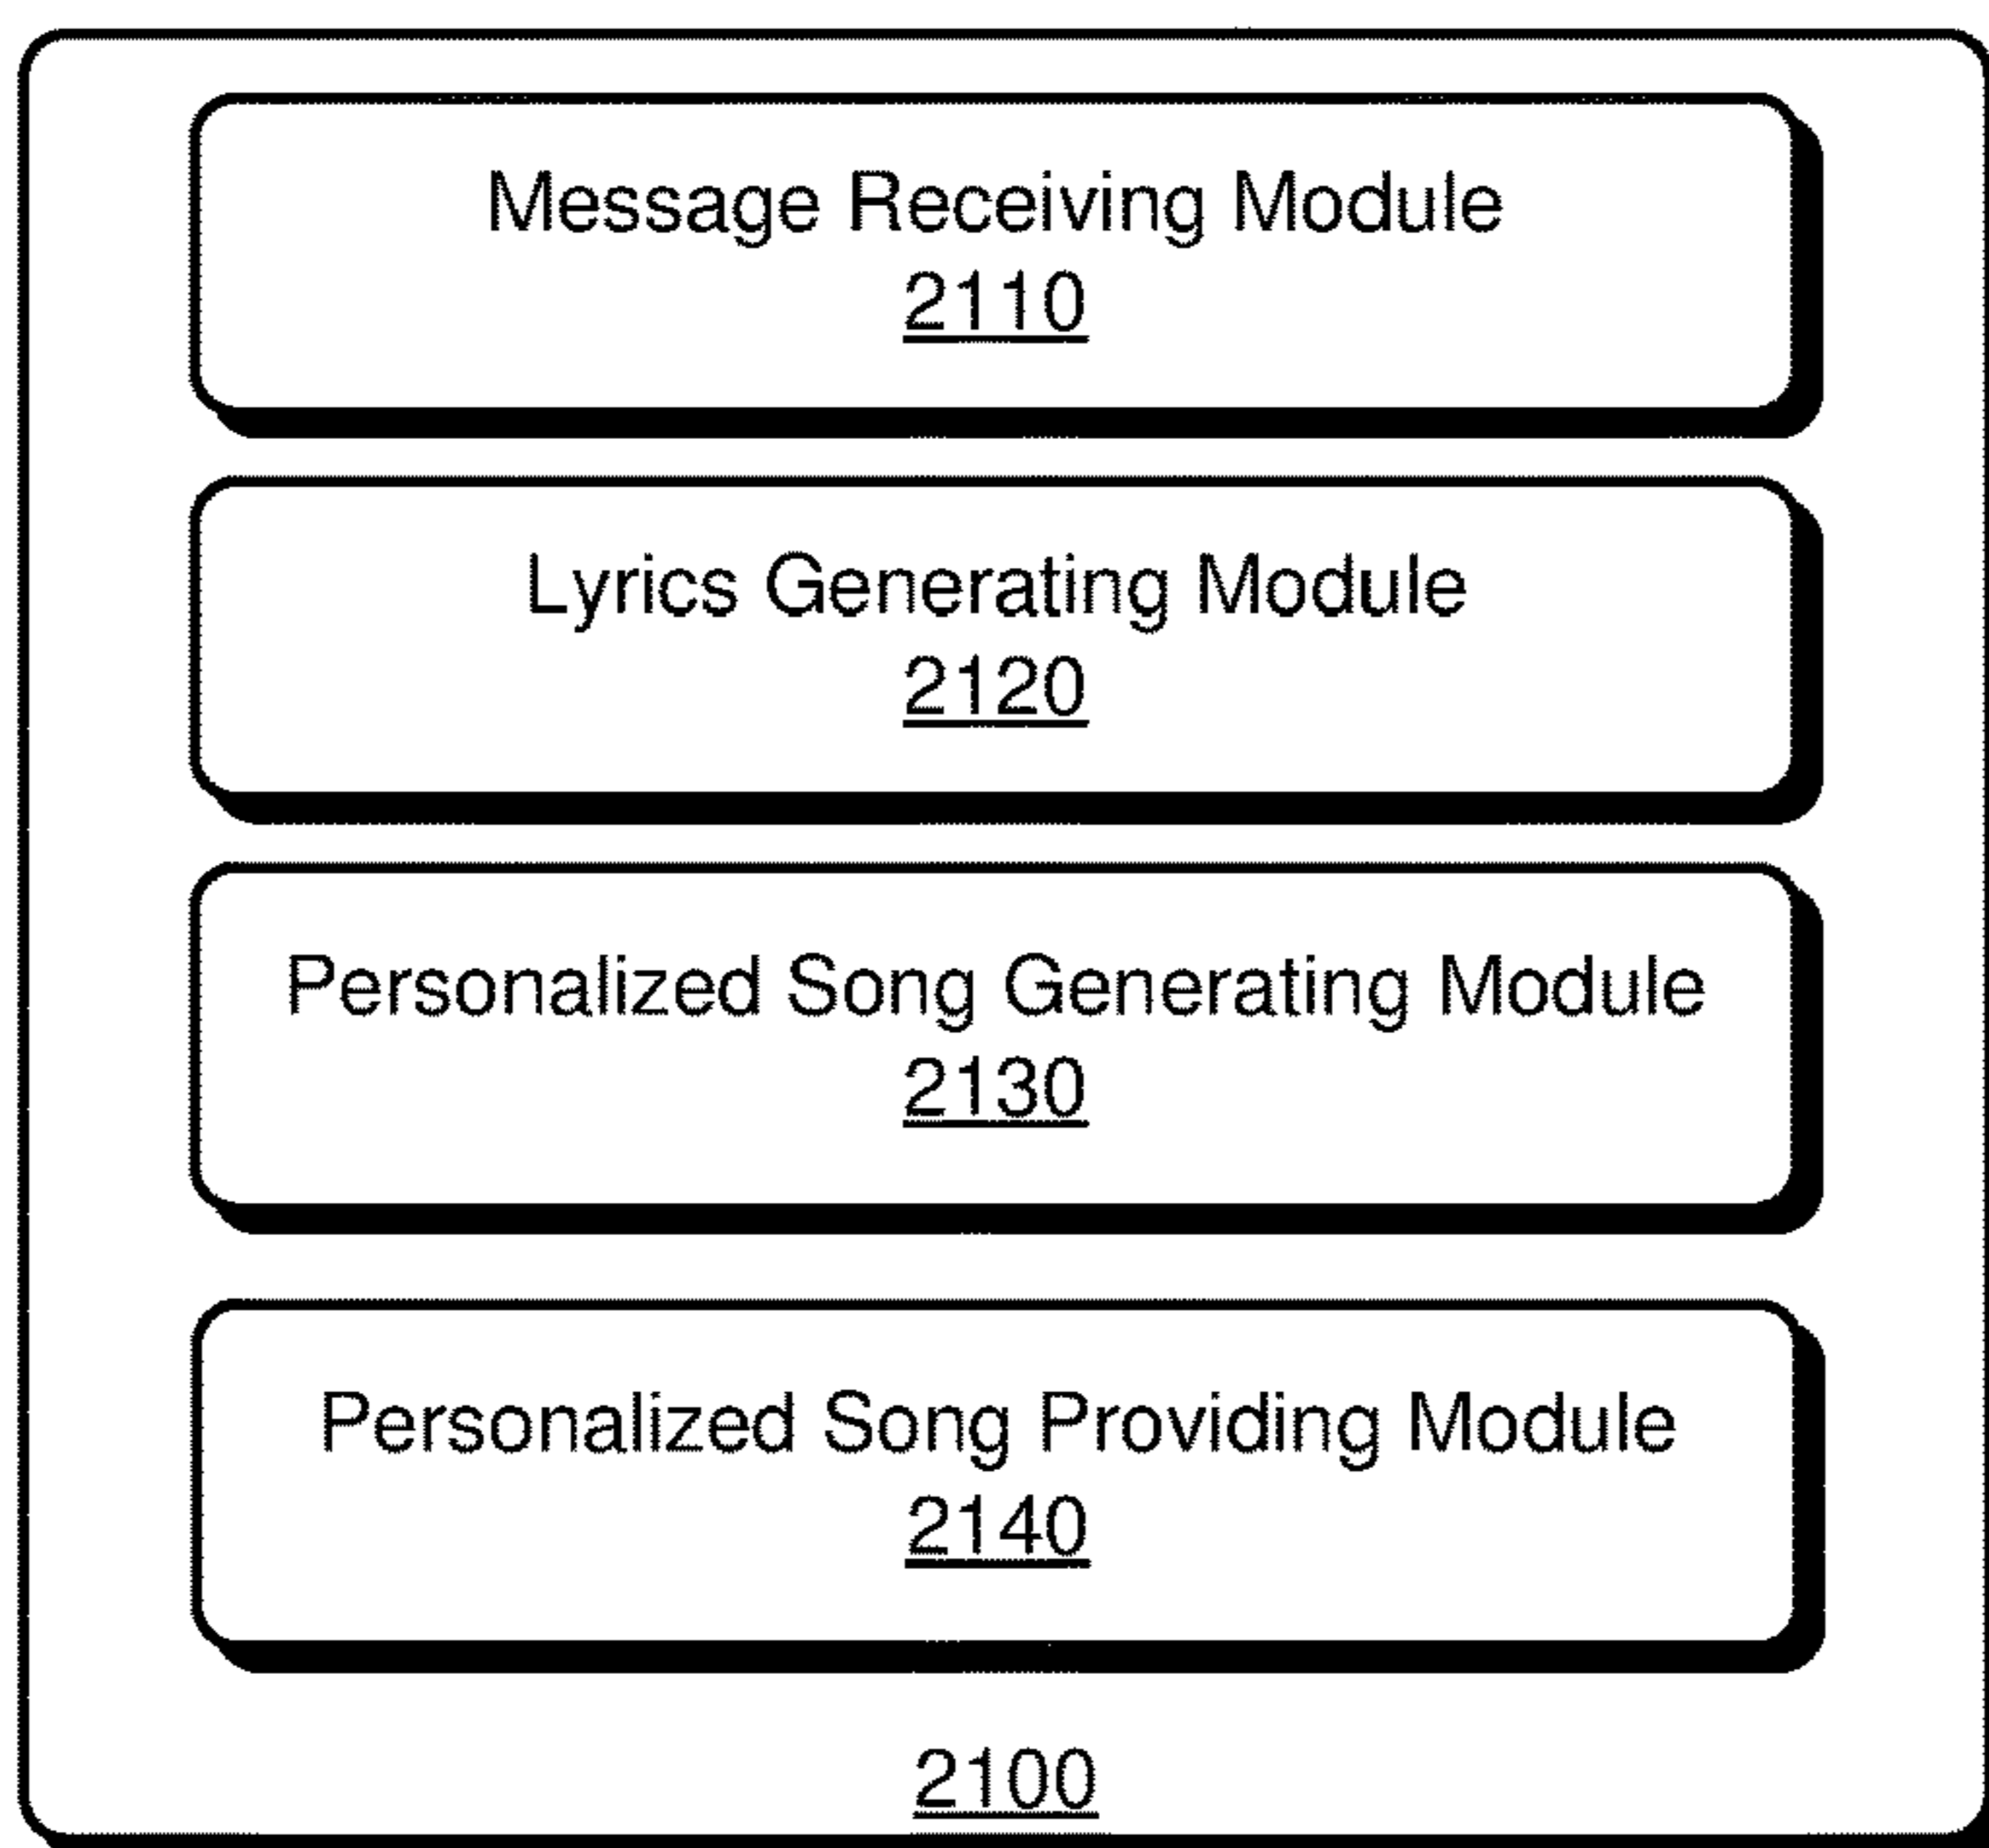 Message Receiving Module
2110
Lyrics Generating Module
2120
Personalized Song Generating Module
2130
Personalized Song Providing Module
2140
2100